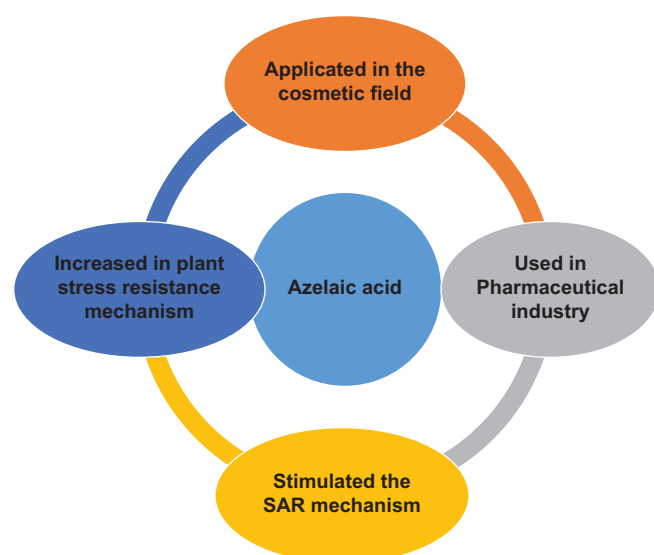 Applicated in the
cosmetic field
Increased in plant
stress resistance
mechanism
Azelaic acid
Used in
Pharmaceutical
industry
Stimulated the
SAR mechanism